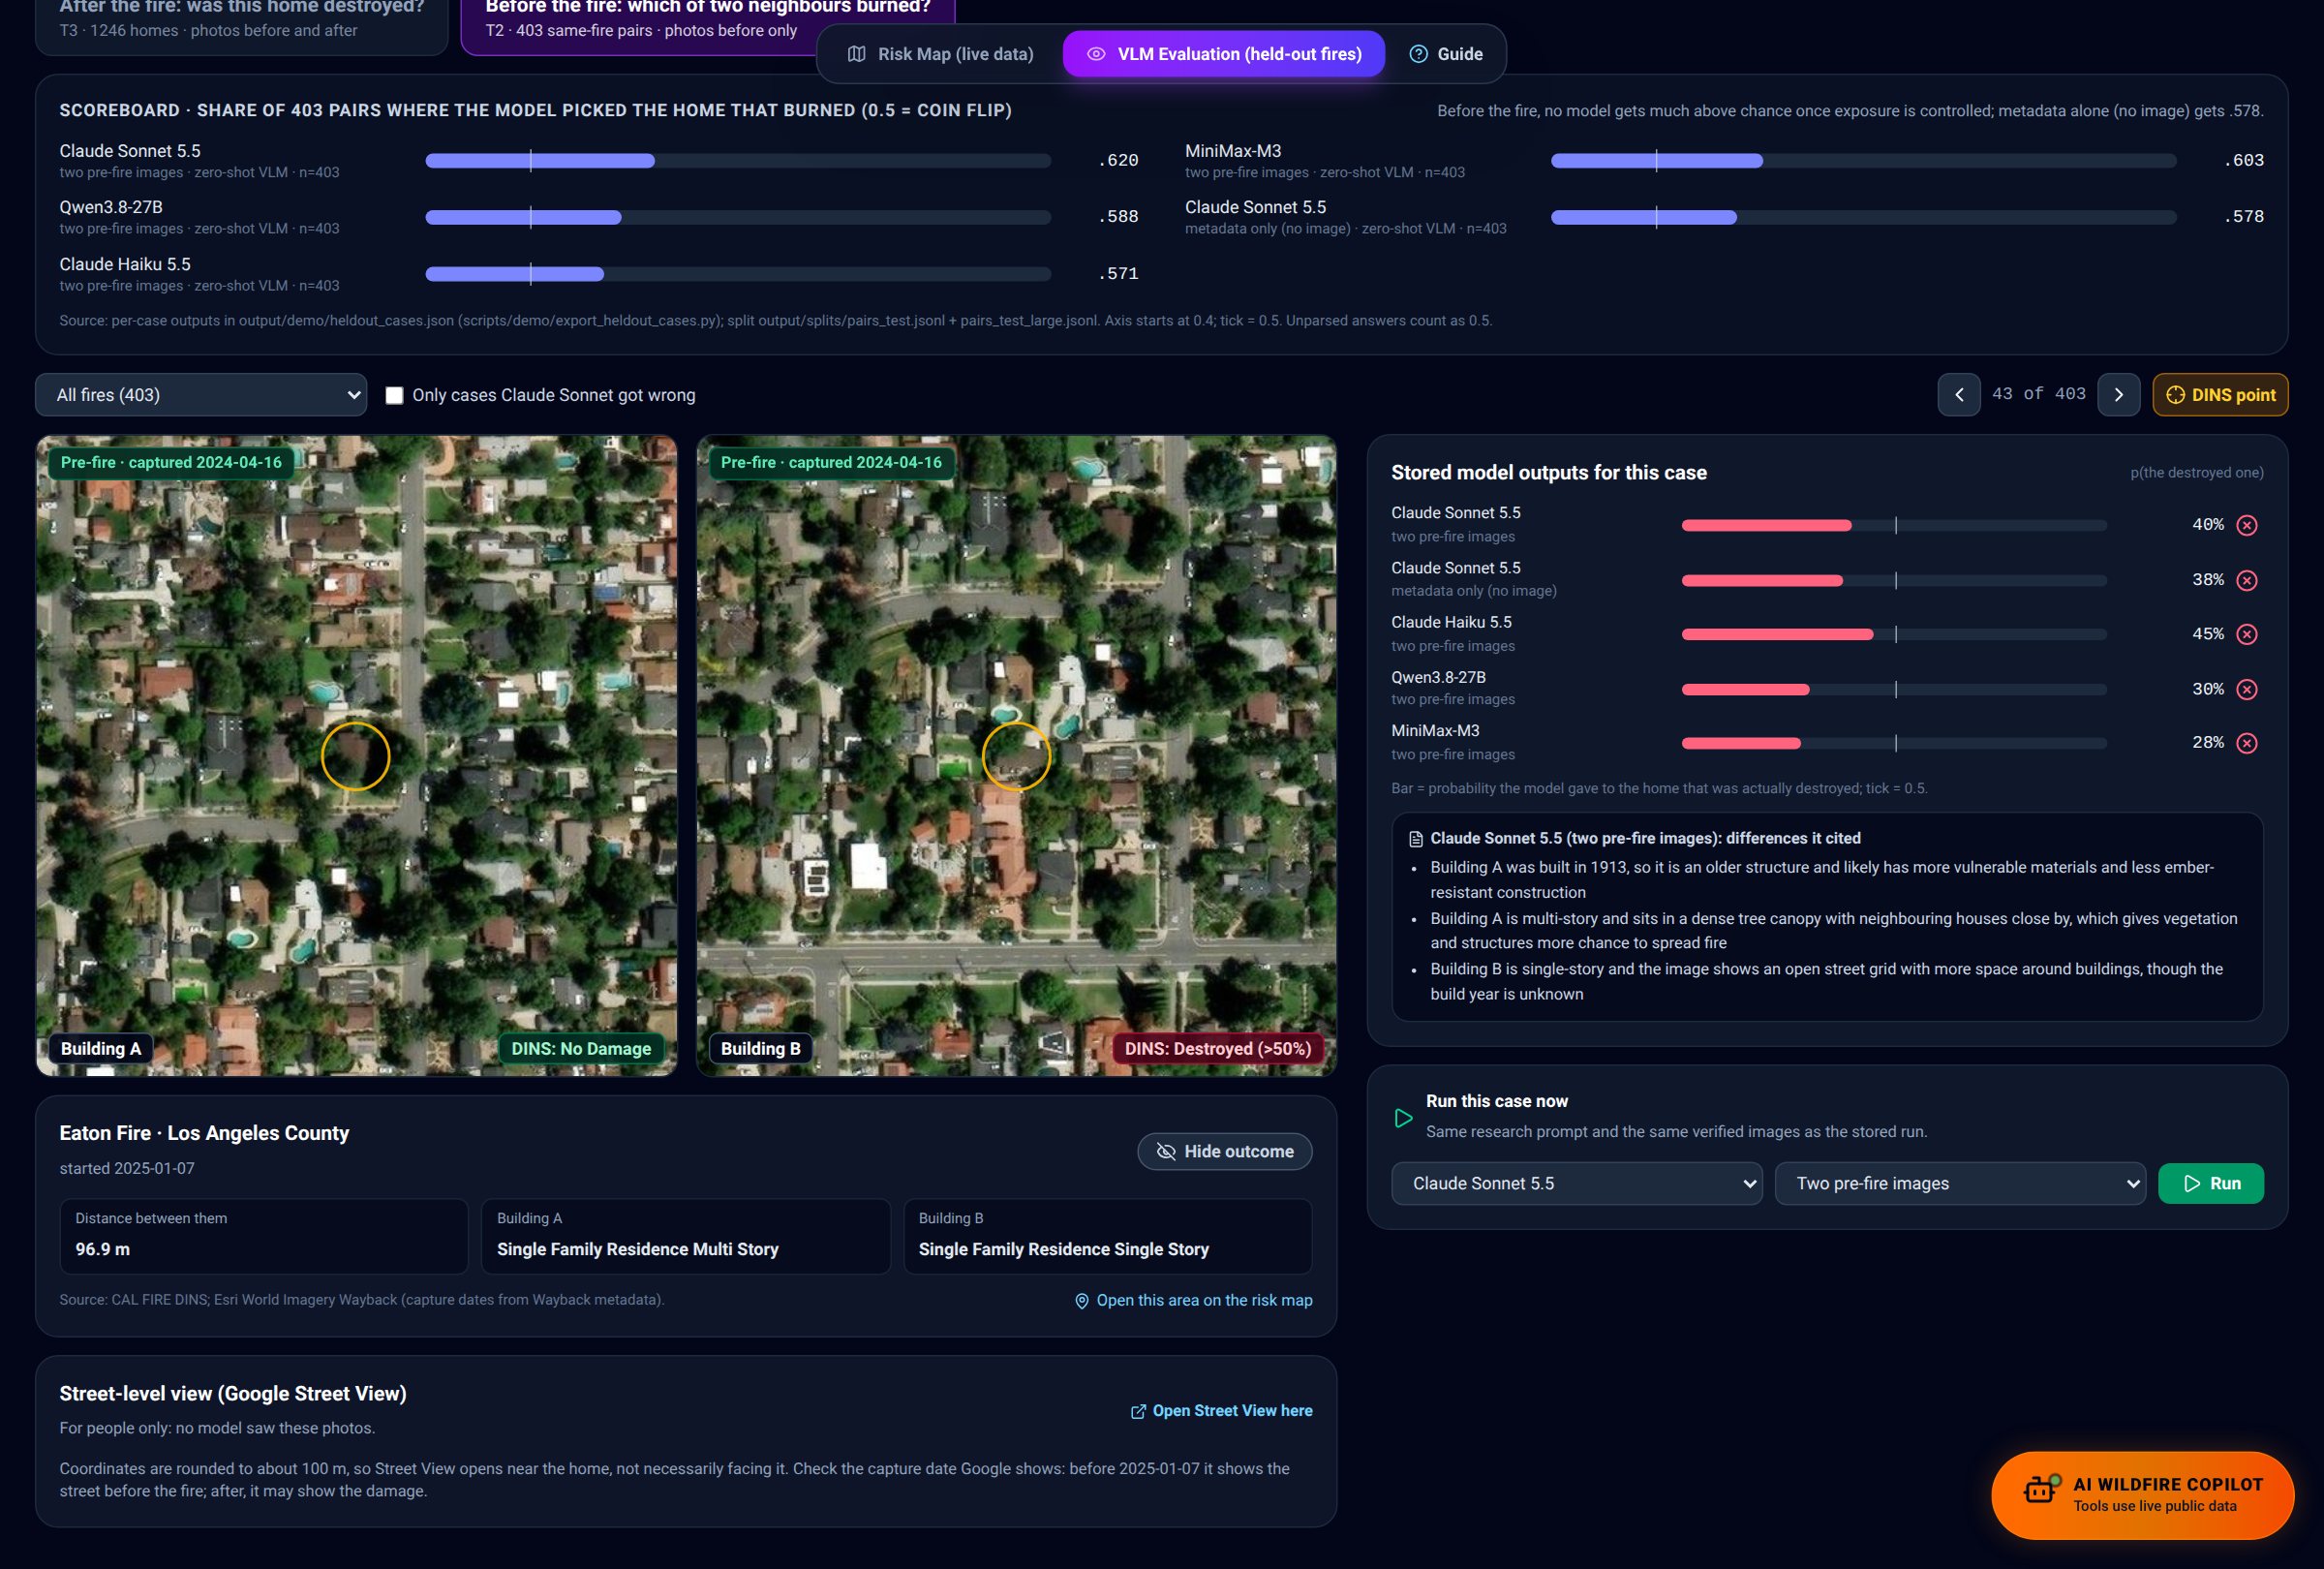 After the fire: was this home destroyed?
T3 · 1246 homes · photos before and after
Before the fire: which of two neighbours burned?
T2 · 403 same-fire pairs · photos before only
Risk Map (live data)
VLM Evaluation (held-out fires)
Guide
SCOREBOARD · SHARE OF 403 PAIRS WHERE THE MODEL PICKED THE HOME THAT BURNED (0.5 = COIN FLIP)
Before the fire, no model gets much above chance once exposure is controlled; metadata alone (no image) gets .578.
Claude Sonnet 5.5
two pre-fire images · zero-shot VLM · n=403
.620
MiniMax-M3
two pre-fire images · zero-shot VLM · n=403
.603
Qwen3.8-27B
two pre-fire images · zero-shot VLM · n=403
.588
Claude Sonnet 5.5
metadata only (no image) · zero-shot VLM · n=403
.578
Claude Haiku 5.5
two pre-fire images · zero-shot VLM · n=403
.571
Source: per-case outputs in output/demo/heldout_cases.json (scripts/demo/export_heldout_cases.py); split output/splits/pairs_test.jsonl + pairs_test_large.jsonl. Axis starts at 0.4; tick = 0.5. Unparsed answers count as 0.5.
All fires (403)
Only cases Claude Sonnet got wrong
43 of 403
DINS point
Pre-fire · captured 2024-04-16
Building A
DINS: No Damage
Pre-fire · captured 2024-04-16
Building B
DINS: Destroyed (>50%)
Stored model outputs for this case
p(the destroyed one)
Claude Sonnet 5.5
two pre-fire images
40%
Claude Sonnet 5.5
metadata only (no image)
38%
Claude Haiku 5.5
two pre-fire images
45%
Qwen3.8-27B
two pre-fire images
30%
MiniMax-M3
two pre-fire images
28%
Bar = probability the model gave to the home that was actually destroyed; tick = 0.5.
Claude Sonnet 5.5 (two pre-fire images): differences it cited
• Building A was built in 1913, so it is an older structure and likely has more vulnerable materials and less ember-
resistant construction
• Building A is multi-story and sits in a dense tree canopy with neighbouring houses close by, which gives vegetation
and structures more chance to spread fire
• Building B is single-story and the image shows an open street grid with more space around buildings, though the
build year is unknown
Run this case now
Same research prompt and the same verified images as the stored run.
Claude Sonnet 5.5
Two pre-fire images
Run
Eaton Fire · Los Angeles County
started 2025-01-07
Hide outcome
Distance between them
96.9 m
Building A
Single Family Residence Multi Story
Building B
Single Family Residence Single Story
Source: CAL FIRE DINS; Esri World Imagery Wayback (capture dates from Wayback metadata).
Open this area on the risk map
Street-level view (Google Street View)
For people only: no model saw these photos.
Open Street View here
Coordinates are rounded to about 100 m, so Street View opens near the home, not necessarily facing it. Check the capture date Google shows: before 2025-01-07 it shows the
street before the fire; after, it may show the damage.
AI WILDFIRE COPILOT
Tools use live public data